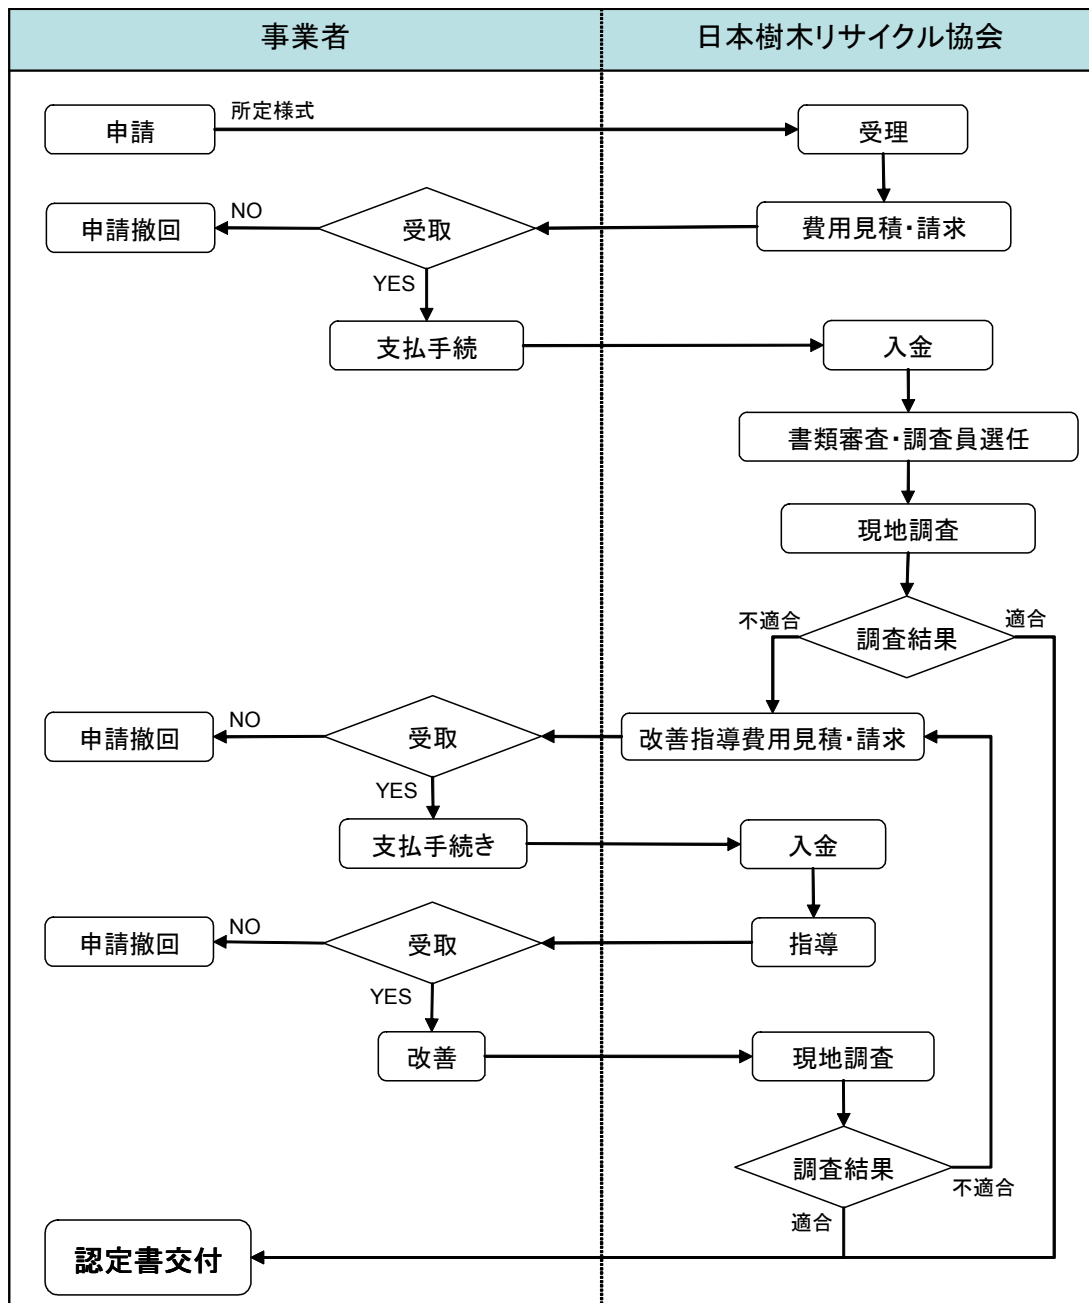 事業者
日本樹木リサイクル協会
申請
所定様式
受理
申請撤回
NO
受取
費用見積・請求
YES
支払手続
入金
書類審査・調査員選任
現地調査
不適合
調査結果
適合
申請撤回
NO
受取
改善指導費用見積・請求
YES
支払手続き
入金
申請撤回
NO
受取
指導
YES
改善
現地調査
調査結果
不適合
適合
認定書交付